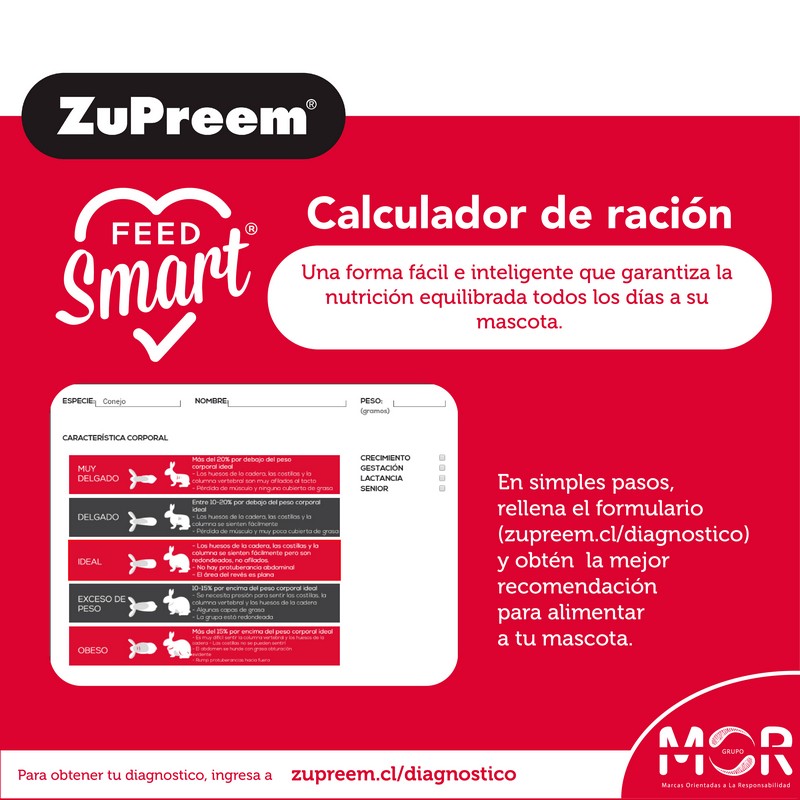 ZuPreem®
FEED
Smart®
Calculador de ración
Una forma fácil e inteligente que garantiza la
nutrición equilibrada todos los días a su
mascota.
ESPECIE: Conejo NOMBRE: PESO:
(gramos)
CARACTERÍSTICA CORPORAL
MUY
DELGADO
Más del 20% por debajo del peso
corporal ideal
- Los huesos de la cadera, las costillas y la
columna vertebral son muy afilados al tacto
- Pérdida de músculo y ninguno cubierto de grasa
DELGADO
Entre 10-20% por debajo del peso corporal
ideal
- Los huesos de la cadera, las costillas y la
columna se sienten fácilmente
- Pérdida de músculo y muy poca cubierta de grasa
IDEAL
- Los huesos de la cadera, las costillas y la
columna se sienten fácilmente pero son
redondeados, no afilados.
- No hay protuberancia abdominal
- El área del revés es plana
EXCESO DE
PESO
10-15% por encima del peso corporal ideal
- Se necesita presión para sentir las costillas, la
columna vertebral y los huesos de la cadera
- Algunas capas de grasa
- La grupa está redondeada
OBESO
Más del 15% por encima del peso corporal ideal
- Es muy difícil sentir la columna vertebral y los huesos de la
cadera - Las costillas no se pueden sentir!
- El abdomen se hunde con grasa obturación
- Rump protuberancias hacia fuera
CRECIMIENTO
GESTACIÓN
LACTANCIA
SENIOR
En simples pasos,
rellena el formulario
(zupreem.cl/diagnostico)
y obtén la mejor
recomendación
para alimentar
a tu mascota.
Para obtener tu diagnostico, ingresa a zupreem.cl/diagnostico
GRUPO
MOR
Marcas Orientadas a La Responsabilidad